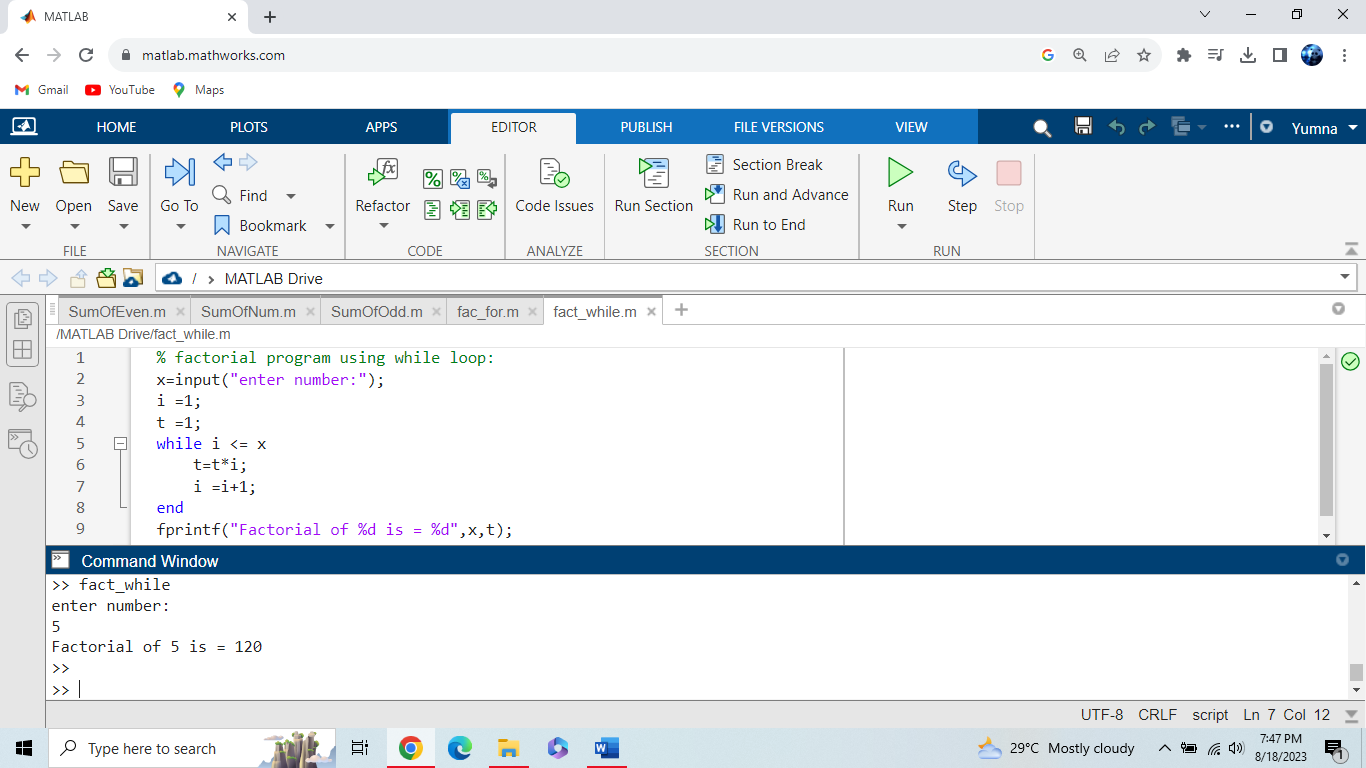 MATLAB
matlab.mathworks.com
Gmail YouTube Maps
HOME PLOTS APPS EDITOR PUBLISH FILE VERSIONS VIEW Yumna
Section Break
Find
Run and Advance
New Open Save Go To Refactor Code Issues Run Section Run Step Stop
Bookmark
Run to End
FILE NAVIGATE CODE ANALYZE SECTION RUN
/ > MATLAB Drive
SumOfEven.m SumOfNum.m SumOfOdd.m fac_for.m fact_while.m
/MATLAB Drive/fact_while.m
1 % factorial program using while loop:
2 x=input("enter number:");
3 i =1;
4 t =1;
5 while i <= x
6 t=t*i;
7 i =i+1;
8 end
9 fprintf("Factorial of %d is = %d",x,t);
Command Window
>> fact_while
enter number:
5
Factorial of 5 is = 120
>>
>>
UTF-8 CRLF script Ln 7 Col 12
Type here to search
29°C Mostly cloudy
7:47 PM
8/18/2023
1